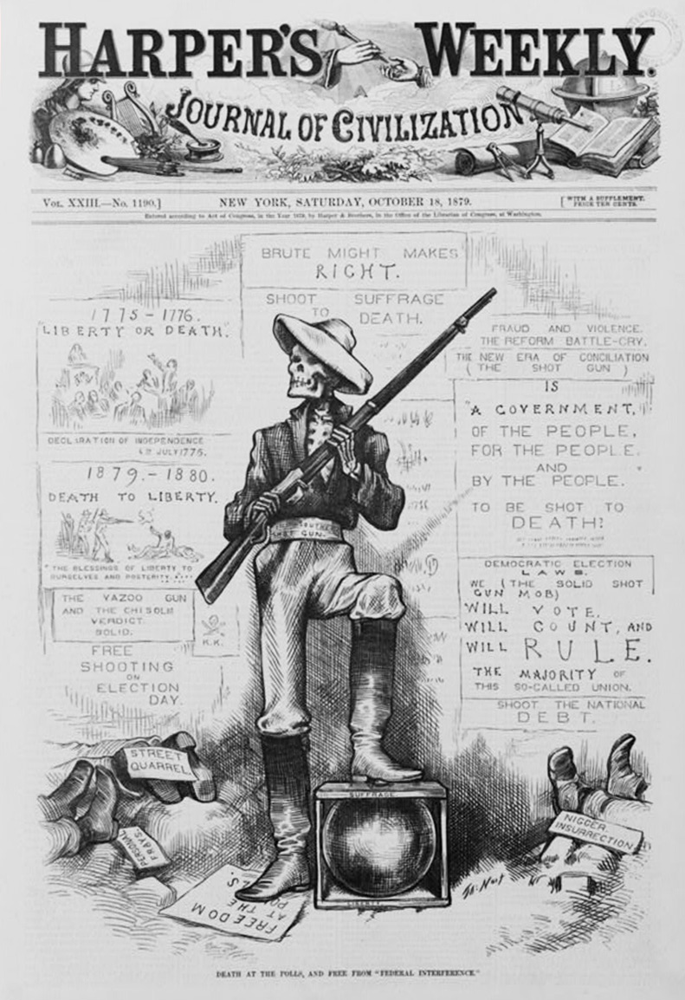 HARPER'S WEEKLY.
JOURNAL OF CIVILIZATION
VOL. XXIII.—NO. 1190.]
NEW YORK, SATURDAY, OCTOBER 18, 1879.
[WITH A SUPPLEMENT.
PRICE TEN CENTS.
Entered according to Act of Congress, in the Year 1879, by Harper & Brothers, in the Office of the Librarian of Congress, at Washington.
BRUTE MIGHT MAKES
RIGHT.
SHOOT SUFFRAGE
TO DEATH.
1775-1776.
"LIBERTY OR DEATH".
DECLARATION OF INDEPENDENCE
4TH JULY 1776.
1879.-1880.
DEATH TO LIBERTY.
"THE BLESSINGS OF LIBERTY TO
OURSELVES AND POSTERITY.
THE YAZOO GUN
AND THE CHISOLM
VERDICT.
SOLID.
K.K.
FREE
SHOOTING
ON
ELECTION
DAY.
FRAUD AND VIOLENCE.
THE REFORM BATTLE-CRY.
THE NEW ERA OF CONCILIATION
(THE SHOT GUN)
IS
"A GOVERNMENT,
OF THE PEOPLE,
FOR THE PEOPLE.
AND
BY THE PEOPLE.
TO BE SHOT TO
DEATH?
DEMOCRATIC ELECTION
LAWS.
WE (THE SOLID SHOT
GUN MOB)
WILL VOTE.
WILL COUNT, AND
WILL RULE.
THE MAJORITY OF
THIS SO-CALLED UNION.
SHOOT THE NATIONAL
DEBT.
SOUTHERN
SHOT GUN.
STREET
QUARREL.
PERSONAL
FRAYS.
FREEDOM
AT THE
POLLS.
SUFFRAGE
LIBERTY.
NIGGER
INSURRECTION
Th. Nast
DEATH AT THE POLLS, AND FREE FROM "FEDERAL INTERFERENCE."